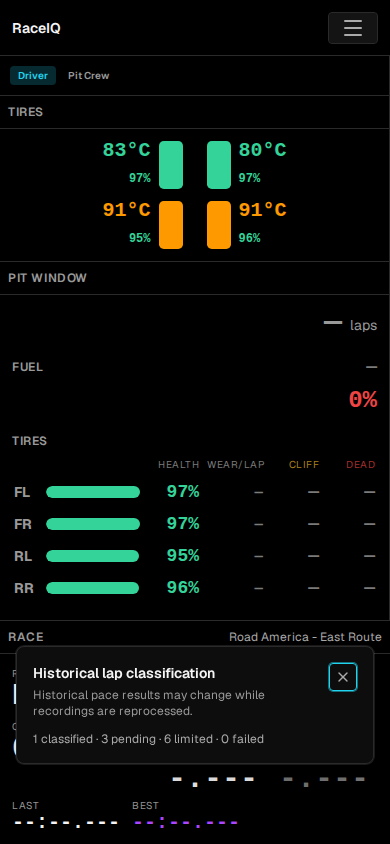 RaceIQ
Driver Pit Crew
TIRES
83°C 80°C
97% 97%
91°C 91°C
95% 96%
PIT WINDOW
— laps
FUEL —
0%
TIRES
HEALTH WEAR/LAP CLIFF DEAD
FL 97% — — —
FR 97% — — —
RL 95% — — —
RR 96% — — —
RACE Road America - East Route
Historical lap classification
Historical pace results may change while
recordings are reprocessed.
1 classified · 3 pending · 6 limited · 0 failed
-.--- -.---
LAST BEST
--:--.--- --:--.---